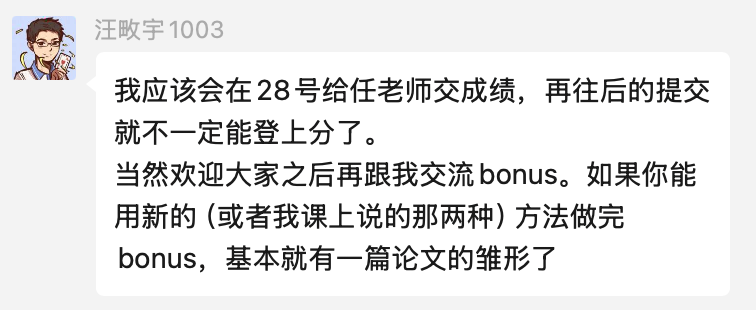 汪畋宇1003
我应该会在28号给任老师交成绩，再往后的提交
就不一定能登上分了。
当然欢迎大家之后再跟我交流bonus。如果你能
用新的（或者我课上说的那两种）方法做完
bonus，基本就有一篇论文的雏形了